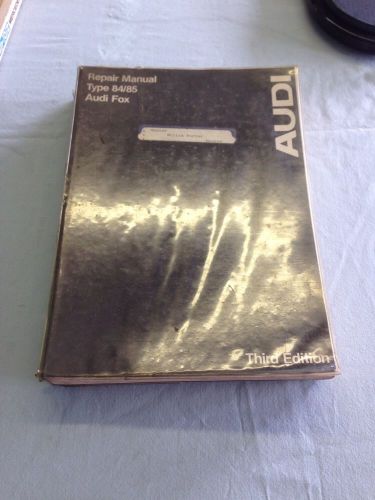 Repair Manual
Type 84/85
Audi Fox
AUDI
Third Edition